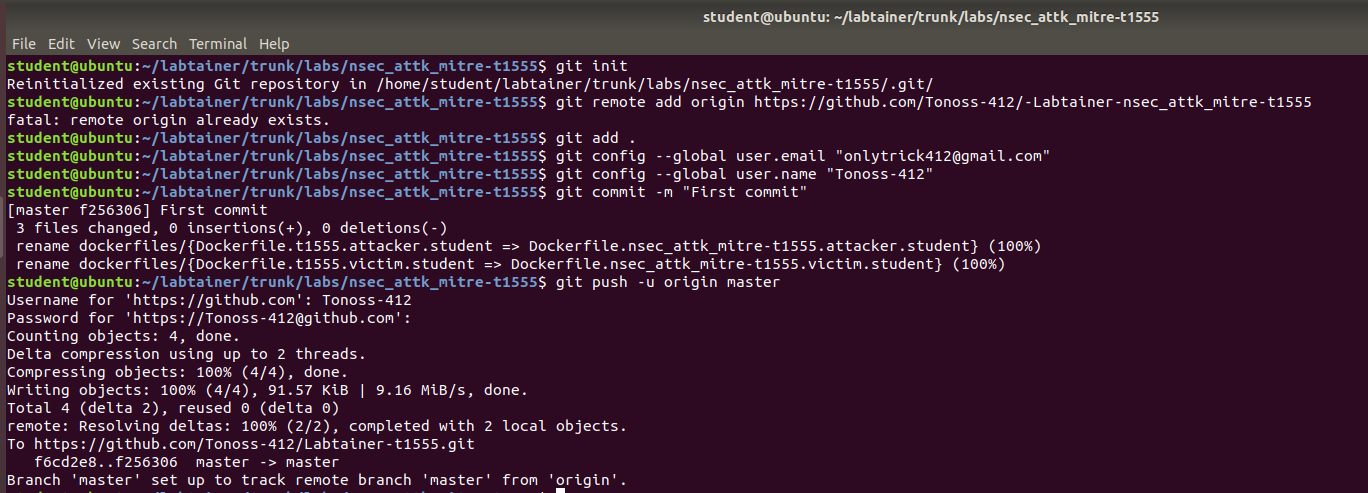 student@ubuntu: ~/labtainer/trunk/labs/nsec_attk_mitre-t1555
File Edit View Search Terminal Help
student@ubuntu:~/labtainer/trunk/labs/nsec_attk_mitre-t1555$ git init
Reinitialized existing Git repository in /home/student/labtainer/trunk/labs/nsec_attk_mitre-t1555/.git/
student@ubuntu:~/labtainer/trunk/labs/nsec_attk_mitre-t1555$ git remote add origin https://github.com/Tonoss-412/-Labtainer-nsec_attk_mitre-t1555
fatal: remote origin already exists.
student@ubuntu:~/labtainer/trunk/labs/nsec_attk_mitre-t1555$ git add .
student@ubuntu:~/labtainer/trunk/labs/nsec_attk_mitre-t1555$ git config --global user.email "onlytrick412@gmail.com"
student@ubuntu:~/labtainer/trunk/labs/nsec_attk_mitre-t1555$ git config --global user.name "Tonoss-412"
student@ubuntu:~/labtainer/trunk/labs/nsec_attk_mitre-t1555$ git commit -m "First commit"
[master f256306] First commit
 3 files changed, 0 insertions(+), 0 deletions(-)
 rename dockerfiles/{Dockerfile.t1555.attacker.student => Dockerfile.nsec_attk_mitre-t1555.attacker.student} (100%)
 rename dockerfiles/{Dockerfile.t1555.victim.student => Dockerfile.nsec_attk_mitre-t1555.victim.student} (100%)
student@ubuntu:~/labtainer/trunk/labs/nsec_attk_mitre-t1555$ git push -u origin master
Username for 'https://github.com': Tonoss-412
Password for 'https://Tonoss-412@github.com':
Counting objects: 4, done.
Delta compression using up to 2 threads.
Compressing objects: 100% (4/4), done.
Writing objects: 100% (4/4), 91.57 KiB | 9.16 MiB/s, done.
Total 4 (delta 2), reused 0 (delta 0)
remote: Resolving deltas: 100% (2/2), completed with 2 local objects.
To https://github.com/Tonoss-412/Labtainer-t1555.git
   f6cd2e8..f256306  master -> master
Branch 'master' set up to track remote branch 'master' from 'origin'.